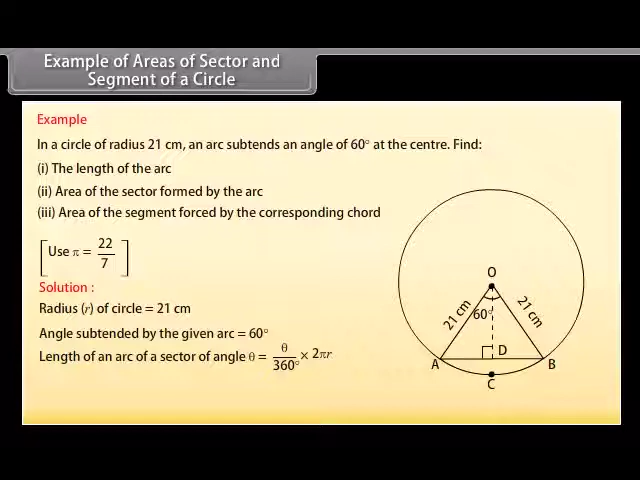 Example of Areas of Sector and
Segment of a Circle
Example
In a circle of radius 21 cm, an arc subtends an angle of 60° at the centre. Find:
(i) The length of the arc
(ii) Area of the sector formed by the arc
(iii) Area of the segment forced by the corresponding chord
[Use π = 22/7]
Solution :
Radius (r) of circle = 21 cm
Angle subtended by the given arc = 60°
Length of an arc of a sector of angle θ = θ/360° × 2πr
O
21 cm
60°
21 cm
D
A
B
C